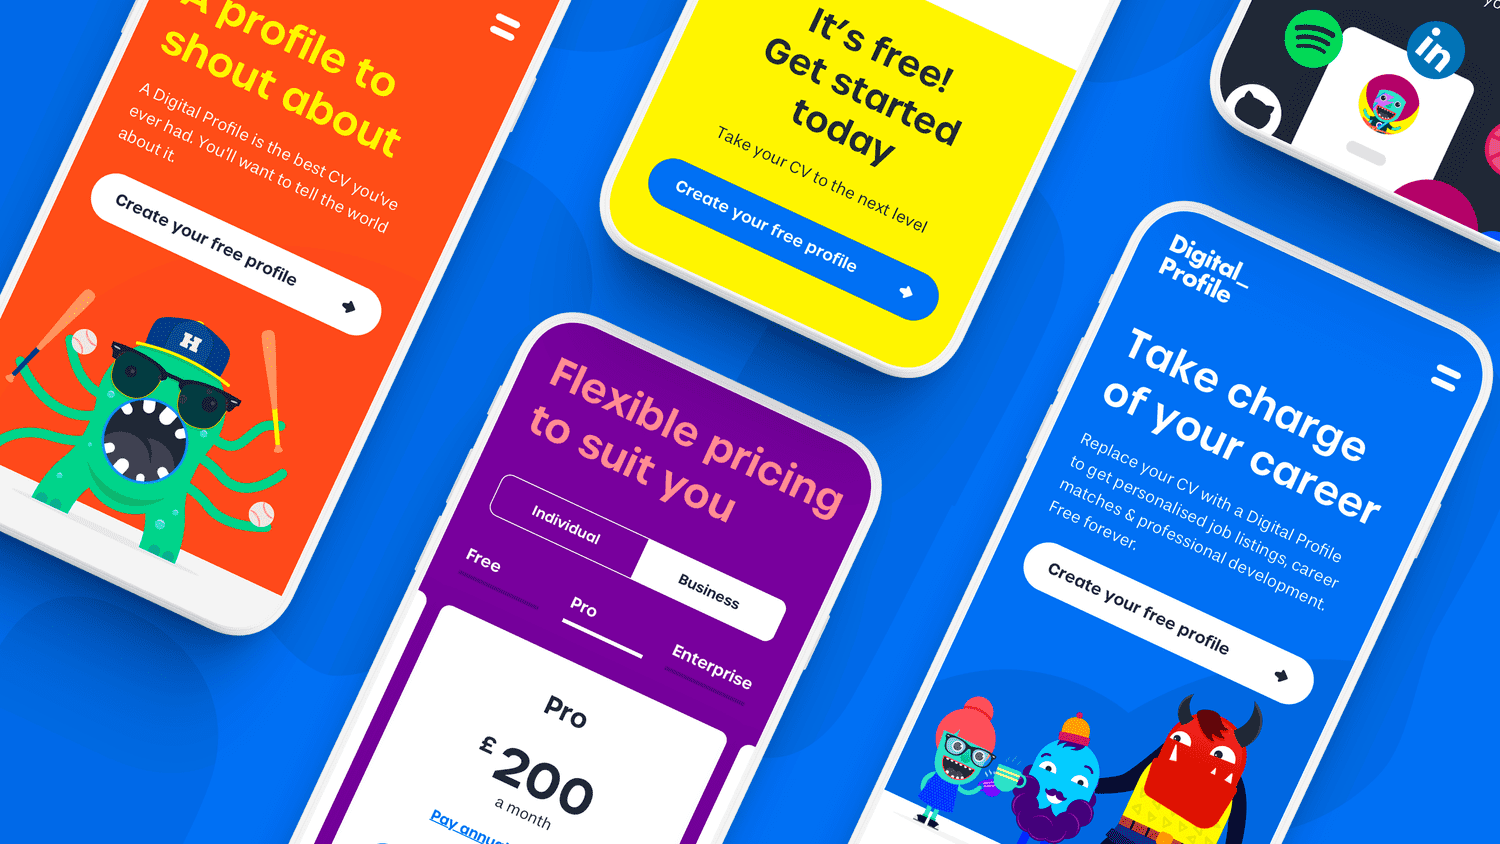 A profile to
shout about
A Digital Profile is the best CV you've
ever had. You'll want to tell the world
about it.
Create your free profile
H
It's free!
Get started
today
Take your CV to the next level
Create your free profile
in
Flexible pricing
to suit you
Individual
Business
Free
Pro
Enterprise
Pro
£200
a month
Digital_
Profile
Take charge
of your career
Replace your CV with a Digital Profile
to get personalised job listings, career
matches & professional development.
Free forever.
Create your free profile